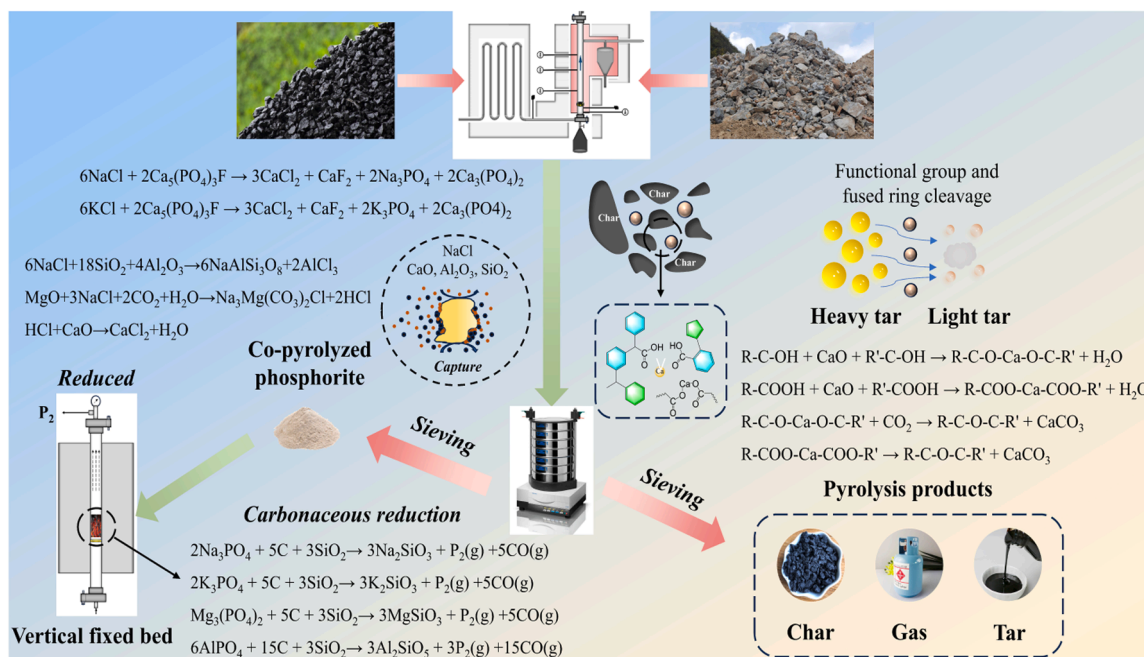 6NaCl + 2Ca₅(PO₄)₃F → 3CaCl₂ + CaF₂ + 2Na₃PO₄ + 2Ca₃(PO₄)₂
6KCl + 2Ca₅(PO₄)₃F → 3CaCl₂ + CaF₂ + 2K₃PO₄ + 2Ca₃(PO4)₂
6NaCl+18SiO₂+4Al₂O₃→6NaAlSi₃O₈+2AlCl₃
MgO+3NaCl+2CO₂+H₂O→Na₃Mg(CO₃)₂Cl+2HCl
HCl+CaO→CaCl₂+H₂O
NaCl
CaO, Al₂O₃, SiO₂
Capture
Char
Char
Char
OH
O
HO
O
Ca
Ca
O
O
O
O
Functional group and
fused ring cleavage
Heavy tar
Light tar
R-C-OH + CaO + R'-C-OH → R-C-O-Ca-O-C-R' + H₂O
R-COOH + CaO + R'-COOH → R-COO-Ca-COO-R' + H₂O
R-C-O-Ca-O-C-R' + CO₂ → R-C-O-C-R' + CaCO₃
R-COO-Ca-COO-R' → R-C-O-C-R' + CaCO₃
Co-pyrolyzed
phosphorite
Reduced
P₂
Vertical fixed bed
Sieving
Sieving
Carbonaceous reduction
2Na₃PO₄ + 5C + 3SiO₂→ 3Na₂SiO₃ + P₂(g) +5CO(g)
2K₃PO₄ + 5C + 3SiO₂→ 3K₂SiO₃ + P₂(g) +5CO(g)
Mg₃(PO₄)₂ + 5C + 3SiO₂→ 3MgSiO₃ + P₂(g) +5CO(g)
6AlPO₄ + 15C + 3SiO₂→ 3Al₂SiO₅ + 3P₂(g) +15CO(g)
Pyrolysis products
Char
Gas
Tar